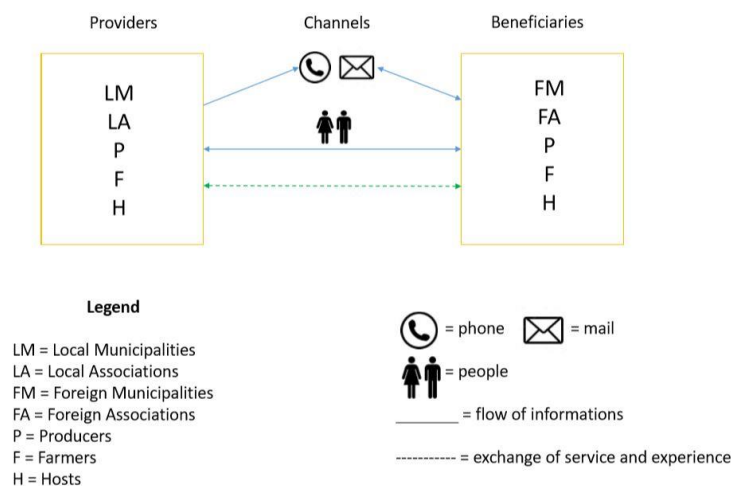 Providers
Channels
Beneficiaries
LM
LA
P
F
H
FM
FA
P
F
H
Legend
LM = Local Municipalities
LA = Local Associations
FM = Foreign Municipalities
FA = Foreign Associations
P = Producers
F = Farmers
H = Hosts
= phone
= mail
= people
= flow of informations
= exchange of service and experience